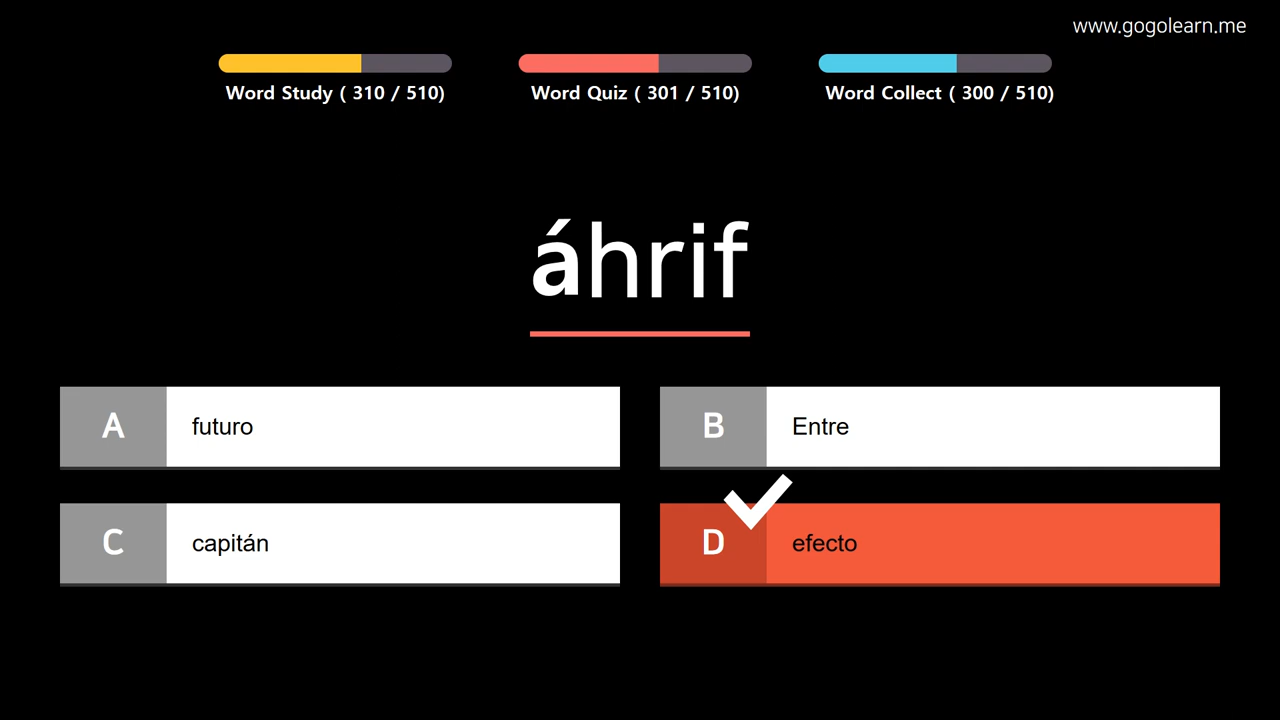 www.gogolearn.me
Word Study ( 310 / 510)
Word Quiz ( 301 / 510)
Word Collect ( 300 / 510)
áhrif
A futuro
B Entre
C capitán
D efecto